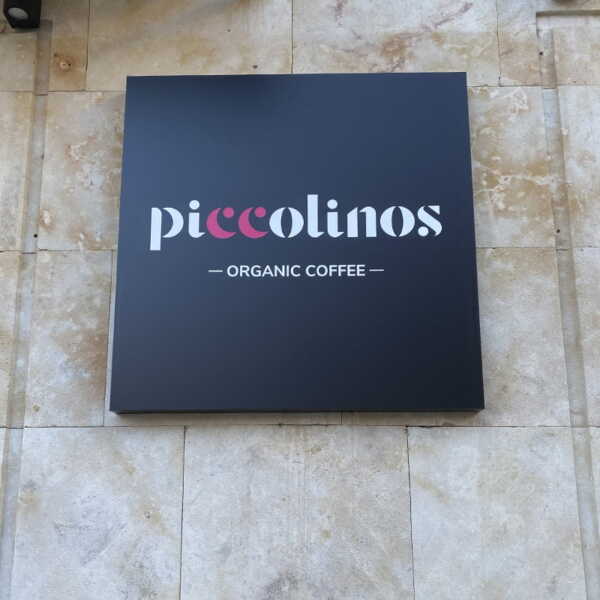 piccolinos
— ORGANIC COFFEE —